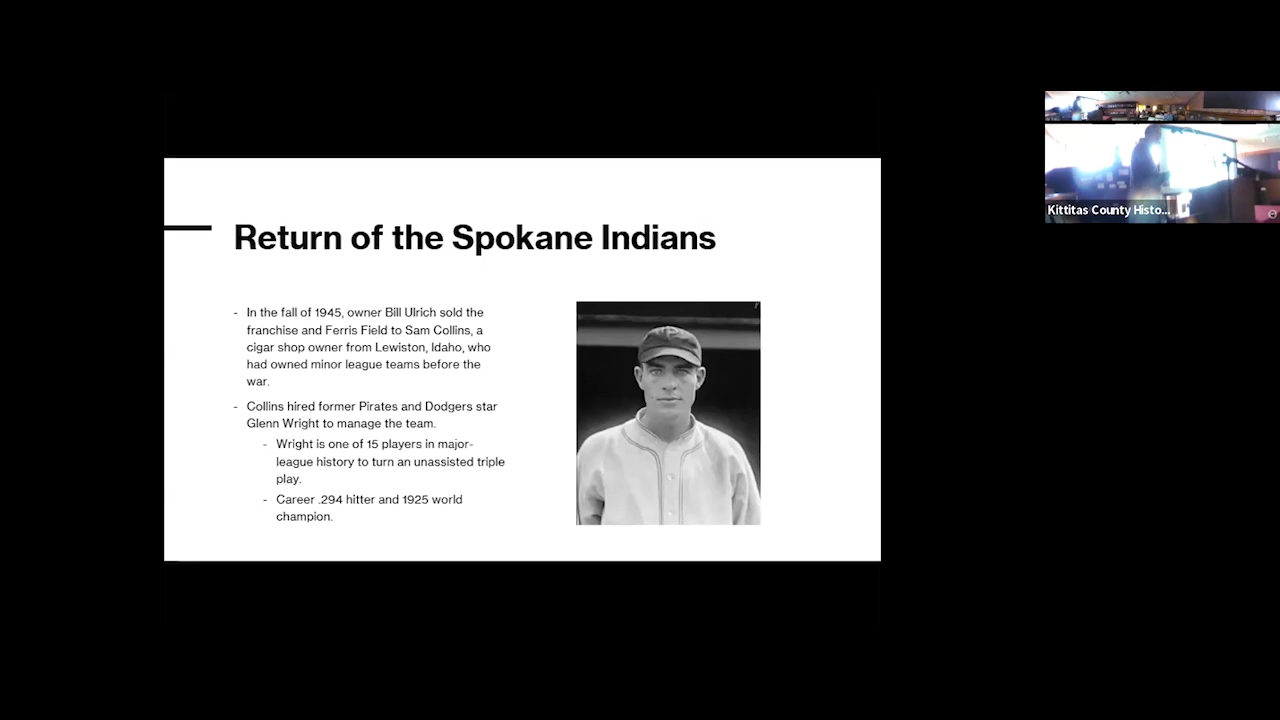 Return of the Spokane Indians
- In the fall of 1945, owner Bill Ulrich sold the
franchise and Ferris Field to Sam Collins, a
cigar shop owner from Lewiston, Idaho, who
had owned minor league teams before the
war.
- Collins hired former Pirates and Dodgers star
Glenn Wright to manage the team.
- Wright is one of 15 players in major-
league history to turn an unassisted triple
play.
- Career .294 hitter and 1925 world
champion.
Kittitas County Histo...